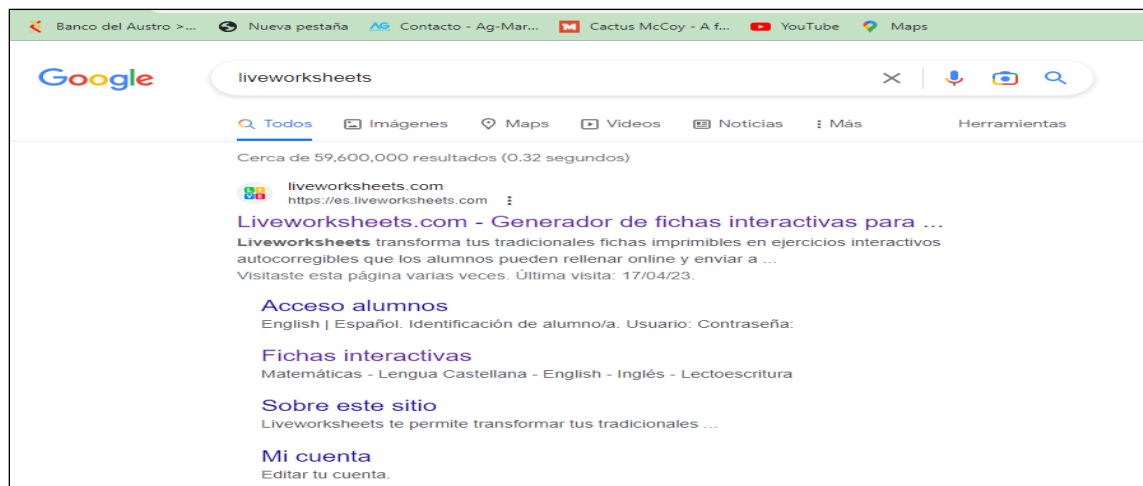 Banco del Austro >... Nueva pestaña AG Contacto - Ag-Mar... Cactus McCoy - A f... YouTube Maps
Google liveworksheets
Todos Imágenes Maps Videos Noticias Más Herramientas
Cerca de 59,600,000 resultados (0.32 segundos)
liveworksheets.com
https://es.liveworksheets.com
Liveworksheets.com - Generador de fichas interactivas para ...
Liveworksheets transforma tus tradicionales fichas imprimibles en ejercicios interactivos
autocorregibles que los alumnos pueden rellenar online y enviar a ...
Visitaste esta página varias veces. Última visita: 17/04/23.
Acceso alumnos
English | Español. Identificación de alumno/a. Usuario: Contraseña:
Fichas interactivas
Matemáticas - Lengua Castellana - English - Inglés - Lectoescritura
Sobre este sitio
Liveworksheets te permite transformar tus tradicionales ...
Mi cuenta
Editar tu cuenta.